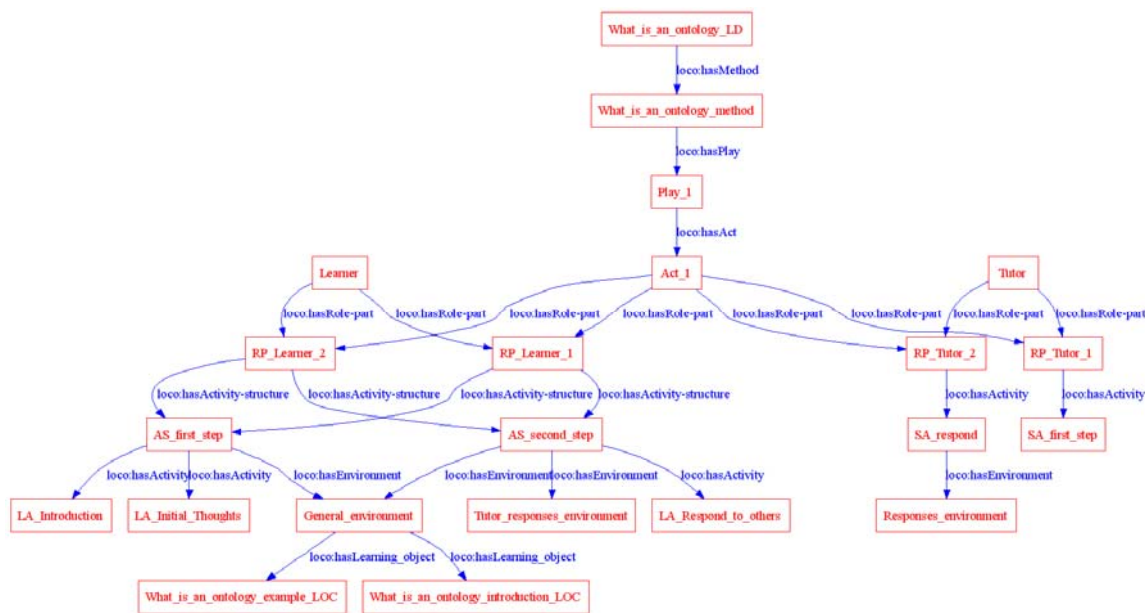 What_is_an_ontology_LD
loco:hasMethod
What_is_an_ontology_method
loco:hasPlay
Play_1
loco:hasAct
Learner Act_1 Tutor
loco:hasRole-part loco:hasRole-part loco:hasRole-part loco:hasRole-part loco:hasRole-part loco:hasRole-part loco:hasRole-part loco:hasRole-part
RP_Learner_2 RP_Learner_1 RP_Tutor_2 RP_Tutor_1
loco:hasActivity-structure loco:hasActivity-structure loco:hasActivity-structure loco:hasActivity-structure loco:hasActivity loco:hasActivity
AS_first_step AS_second_step SA_respond SA_first_step
loco:hasActivity loco:hasActivity loco:hasEnvironment loco:hasEnvironment loco:hasEnvironment loco:hasActivity loco:hasEnvironment
LA_Introduction LA_Initial_Thoughts General_environment Tutor_responses_environment LA_Respond_to_others Responses_environment
loco:hasLearning_object loco:hasLearning_object
What_is_an_ontology_example_LOC What_is_an_ontology_introduction_LOC